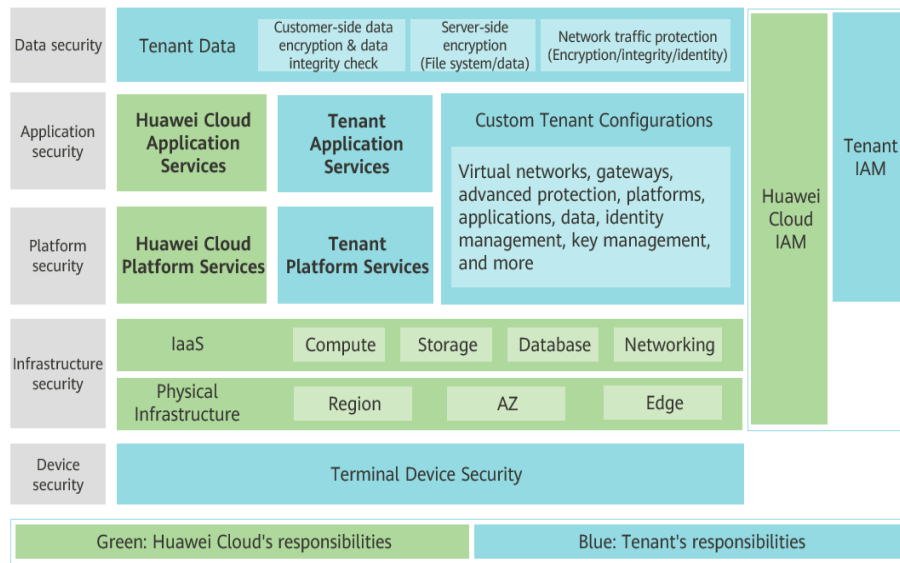 Data security
Tenant Data
Customer-side data
encryption & data
integrity check
Server-side
encryption
(File system/data)
Network traffic protection
(Encryption/integrity/identity)
Application
security
Huawei Cloud
Application
Services
Tenant
Application
Services
Custom Tenant Configurations
Virtual networks, gateways,
advanced protection, platforms,
applications, data, identity
management, key management,
and more
Platform
security
Huawei Cloud
Platform Services
Tenant
Platform Services
Huawei
Cloud
IAM
Tenant
IAM
Infrastructure
security
IaaS
Compute
Storage
Database
Networking
Physical
Infrastructure
Region
AZ
Edge
Device
security
Terminal Device Security
Green: Huawei Cloud's responsibilities
Blue: Tenant's responsibilities